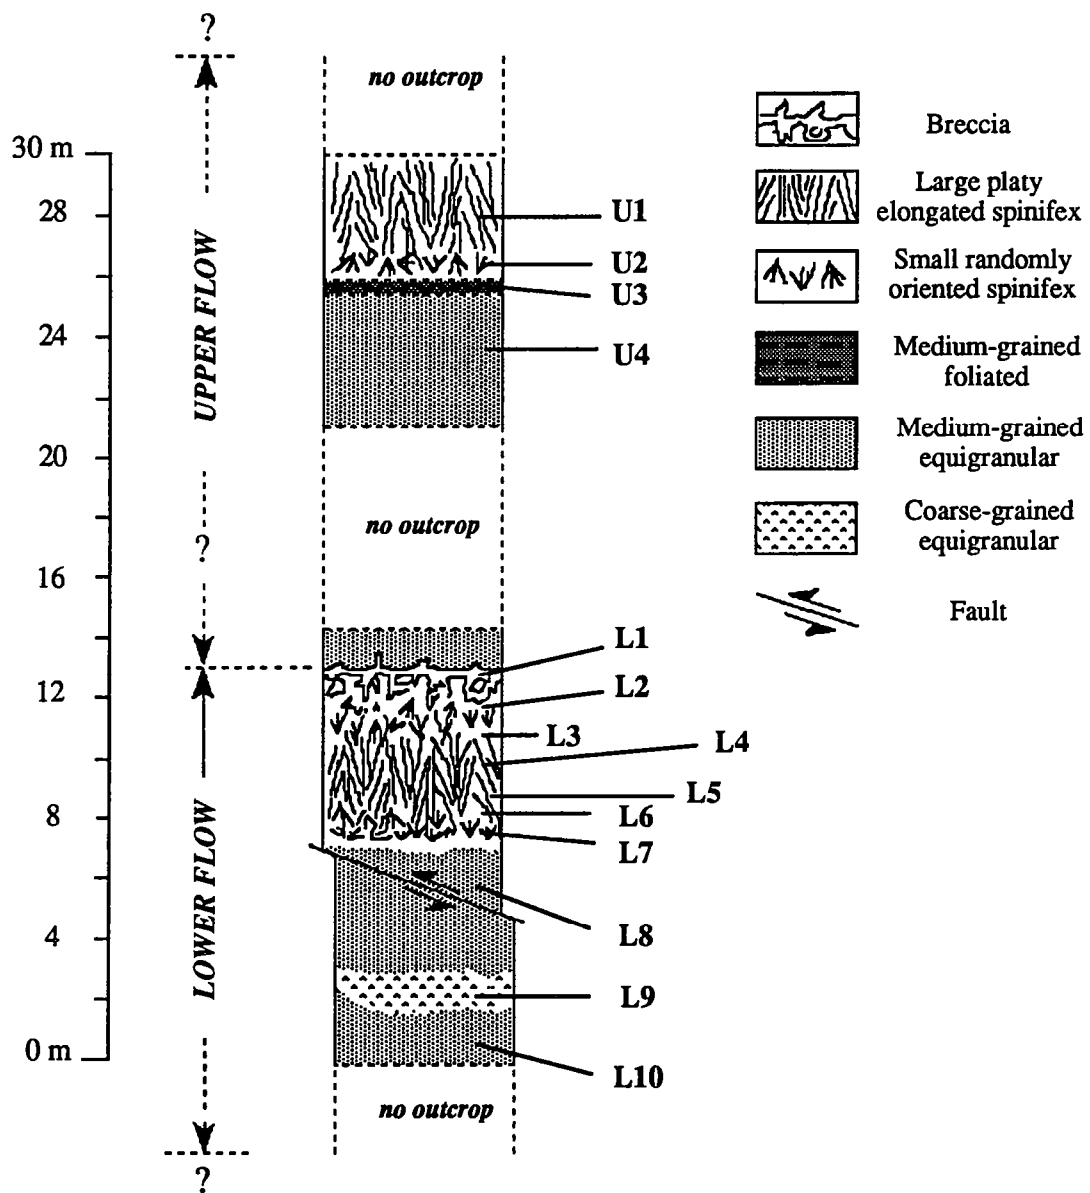 ?
no outcrop
30 m
28
24
20
16
12
8
4
0 m
UPPER FLOW
?
LOWER FLOW
?
U1
U2
U3
U4
no outcrop
L1
L2
L3
L4
L5
L6
L7
L8
L9
L10
no outcrop
Breccia
Large platy
elongated spinifex
Small randomly
oriented spinifex
Medium-grained
foliated
Medium-grained
equigranular
Coarse-grained
equigranular
Fault